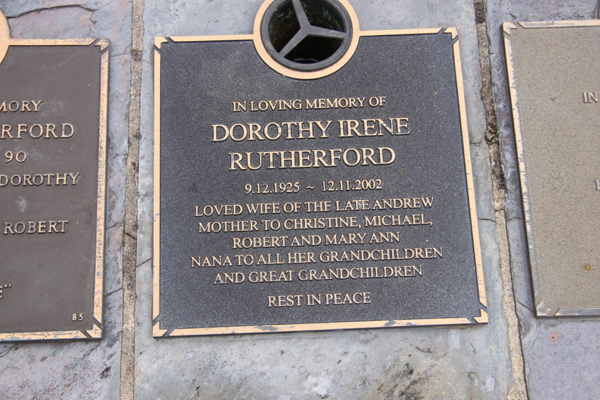 MORY
ERFORD
90
DOROTHY
ROBERT
85
IN LOVING MEMORY OF
DOROTHY IRENE
RUTHERFORD
9.12.1925 ~ 12.11.2002
LOVED WIFE OF THE LATE ANDREW
MOTHER TO CHRISTINE, MICHAEL,
ROBERT AND MARY ANN
NANA TO ALL HER GRANDCHILDREN
AND GREAT GRANDCHILDREN
REST IN PEACE
IN